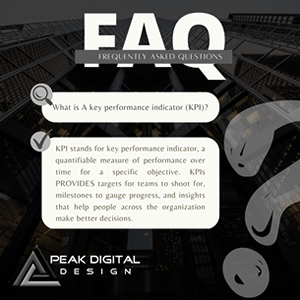 FAQ
FREQUENTLY ASKED QUESTIONS
What is A key performance indicator (KPI)?
KPI stands for key performance indicator, a
quantifiable measure of performance over
time for a specific objective. KPIs
PROVIDES targets for teams to shoot for,
milestones to gauge progress, and insights
that help people across the organization
make better decisions.
PEAK DIGITAL
DESIGN